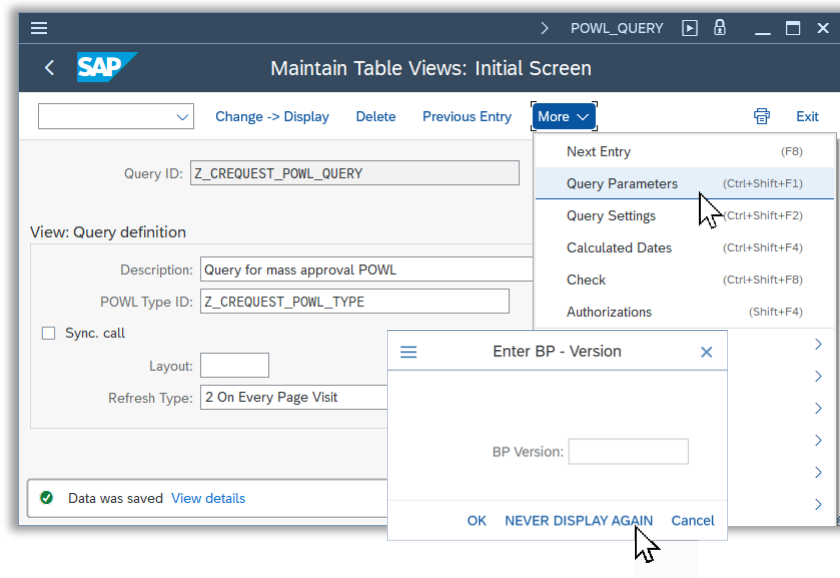 POWL_QUERY
SAP Maintain Table Views: Initial Screen
Change -> Display Delete Previous Entry More Exit
Next Entry (F8)
Query ID: Z_CREQUEST_POWL_QUERY
Query Parameters (Ctrl+Shift+F1)
Query Settings (Ctrl+Shift+F2)
View: Query definition
Calculated Dates (Ctrl+Shift+F4)
Description: Query for mass approval POWL
Check (Ctrl+Shift+F8)
POWL Type ID: Z_CREQUEST_POWL_TYPE
Authorizations (Shift+F4)
Sync. call
Enter BP - Version
Layout:
Refresh Type: 2 On Every Page Visit
BP Version:
Data was saved View details
OK NEVER DISPLAY AGAIN Cancel